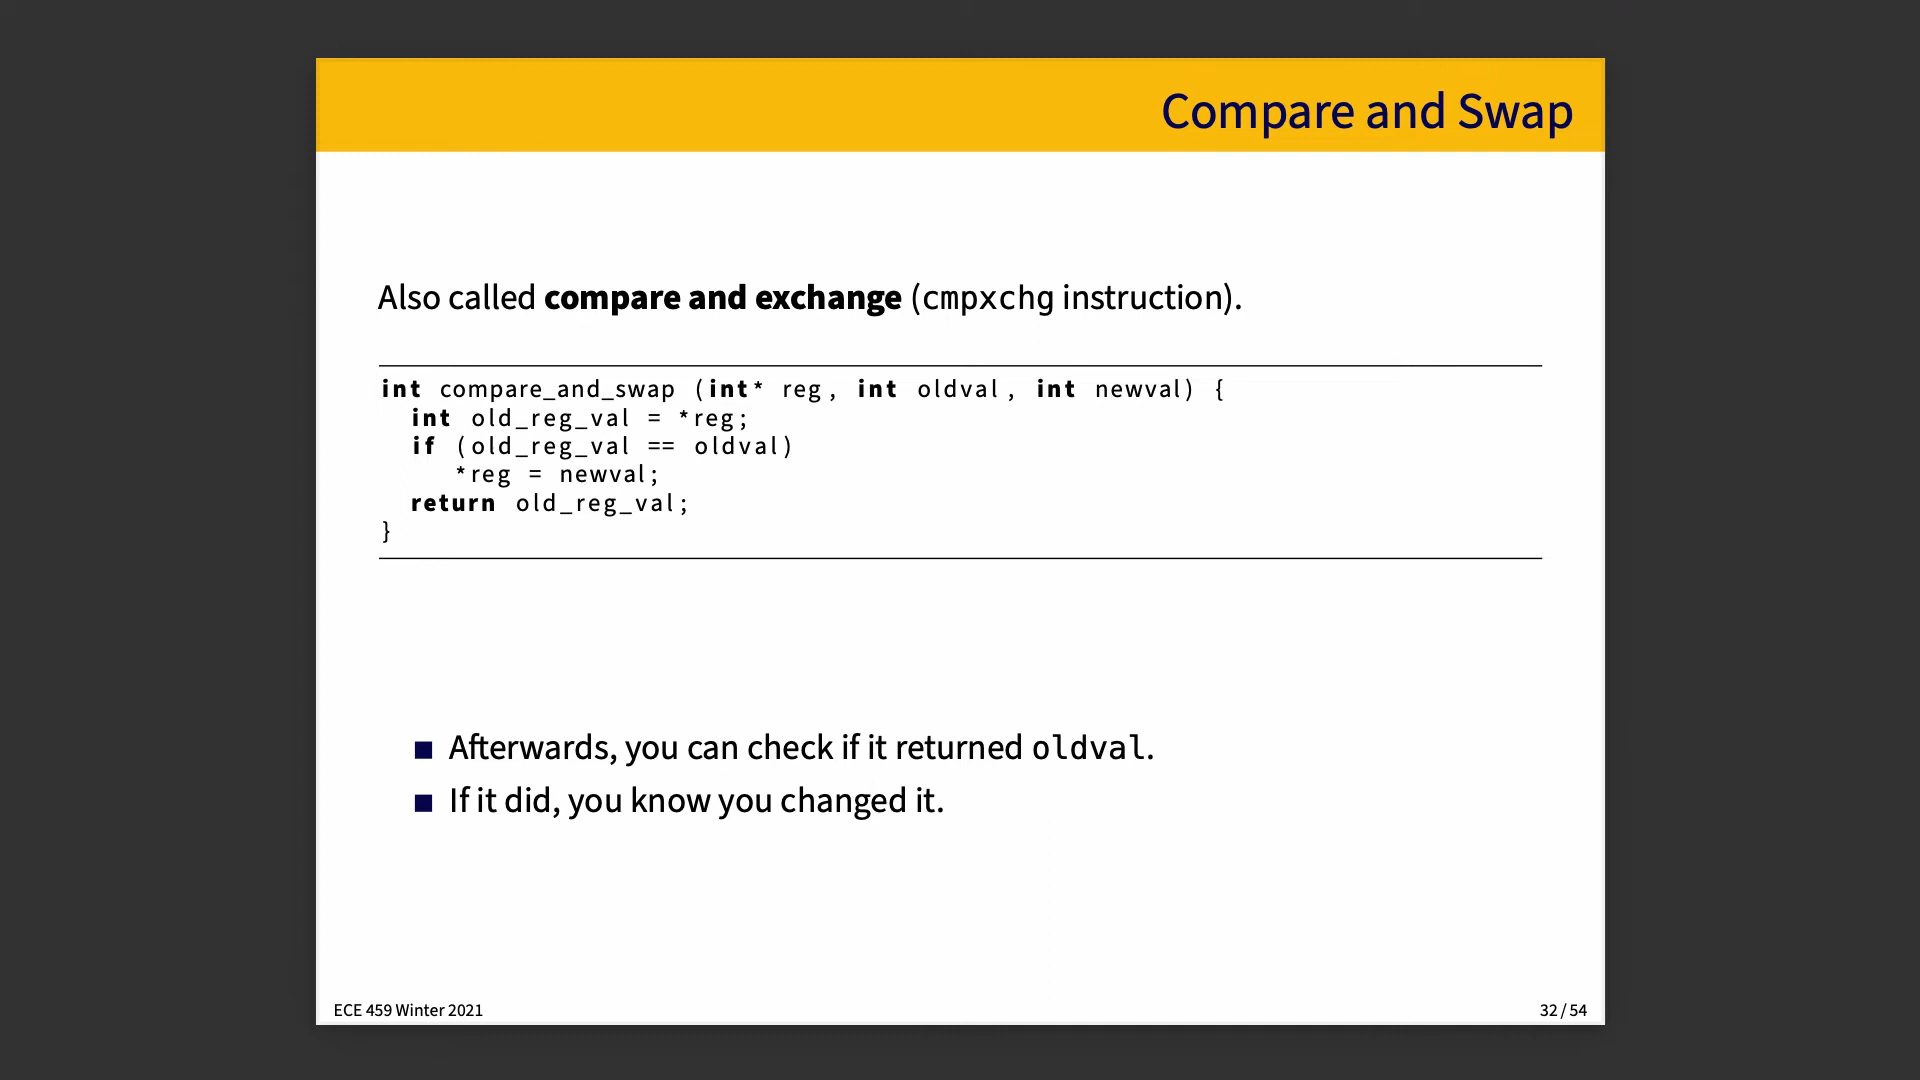 Compare and Swap
Also called compare and exchange (cmpxchg instruction).
int compare_and_swap (int* reg, int oldval, int newval) {
  int old_reg_val = *reg;
  if (old_reg_val == oldval)
     *reg = newval;
  return old_reg_val;
}
■ Afterwards, you can check if it returned oldval.
■ If it did, you know you changed it.
ECE 459 Winter 2021
32 / 54